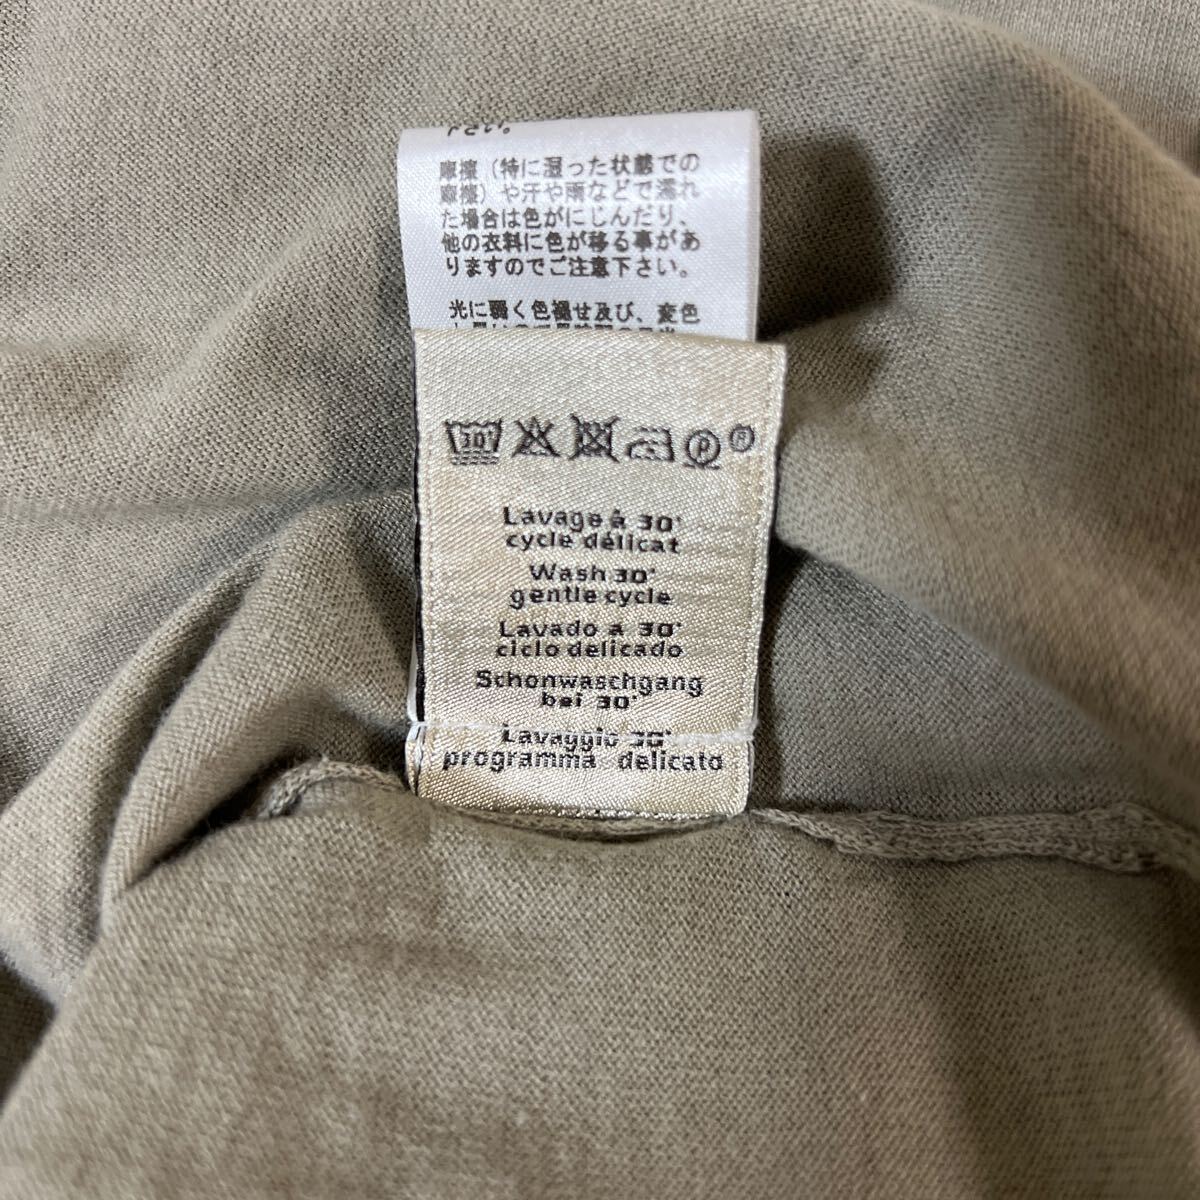 摩擦（特に湿った状態での
摩擦）や汗や雨などで濡れ
た場合は色がにじんだり、
他の衣料に色が移る事があ
りますのでご注意下さい。
光に弱く色褪せ及び、変色
30°
P
Lavage à 30°
cycle délicat
Wash 30°
gentle cycle
Lavado a 30°
ciclo delicado
Schonwaschgang
bei 30°
Lavaggio 30°
programma delicato